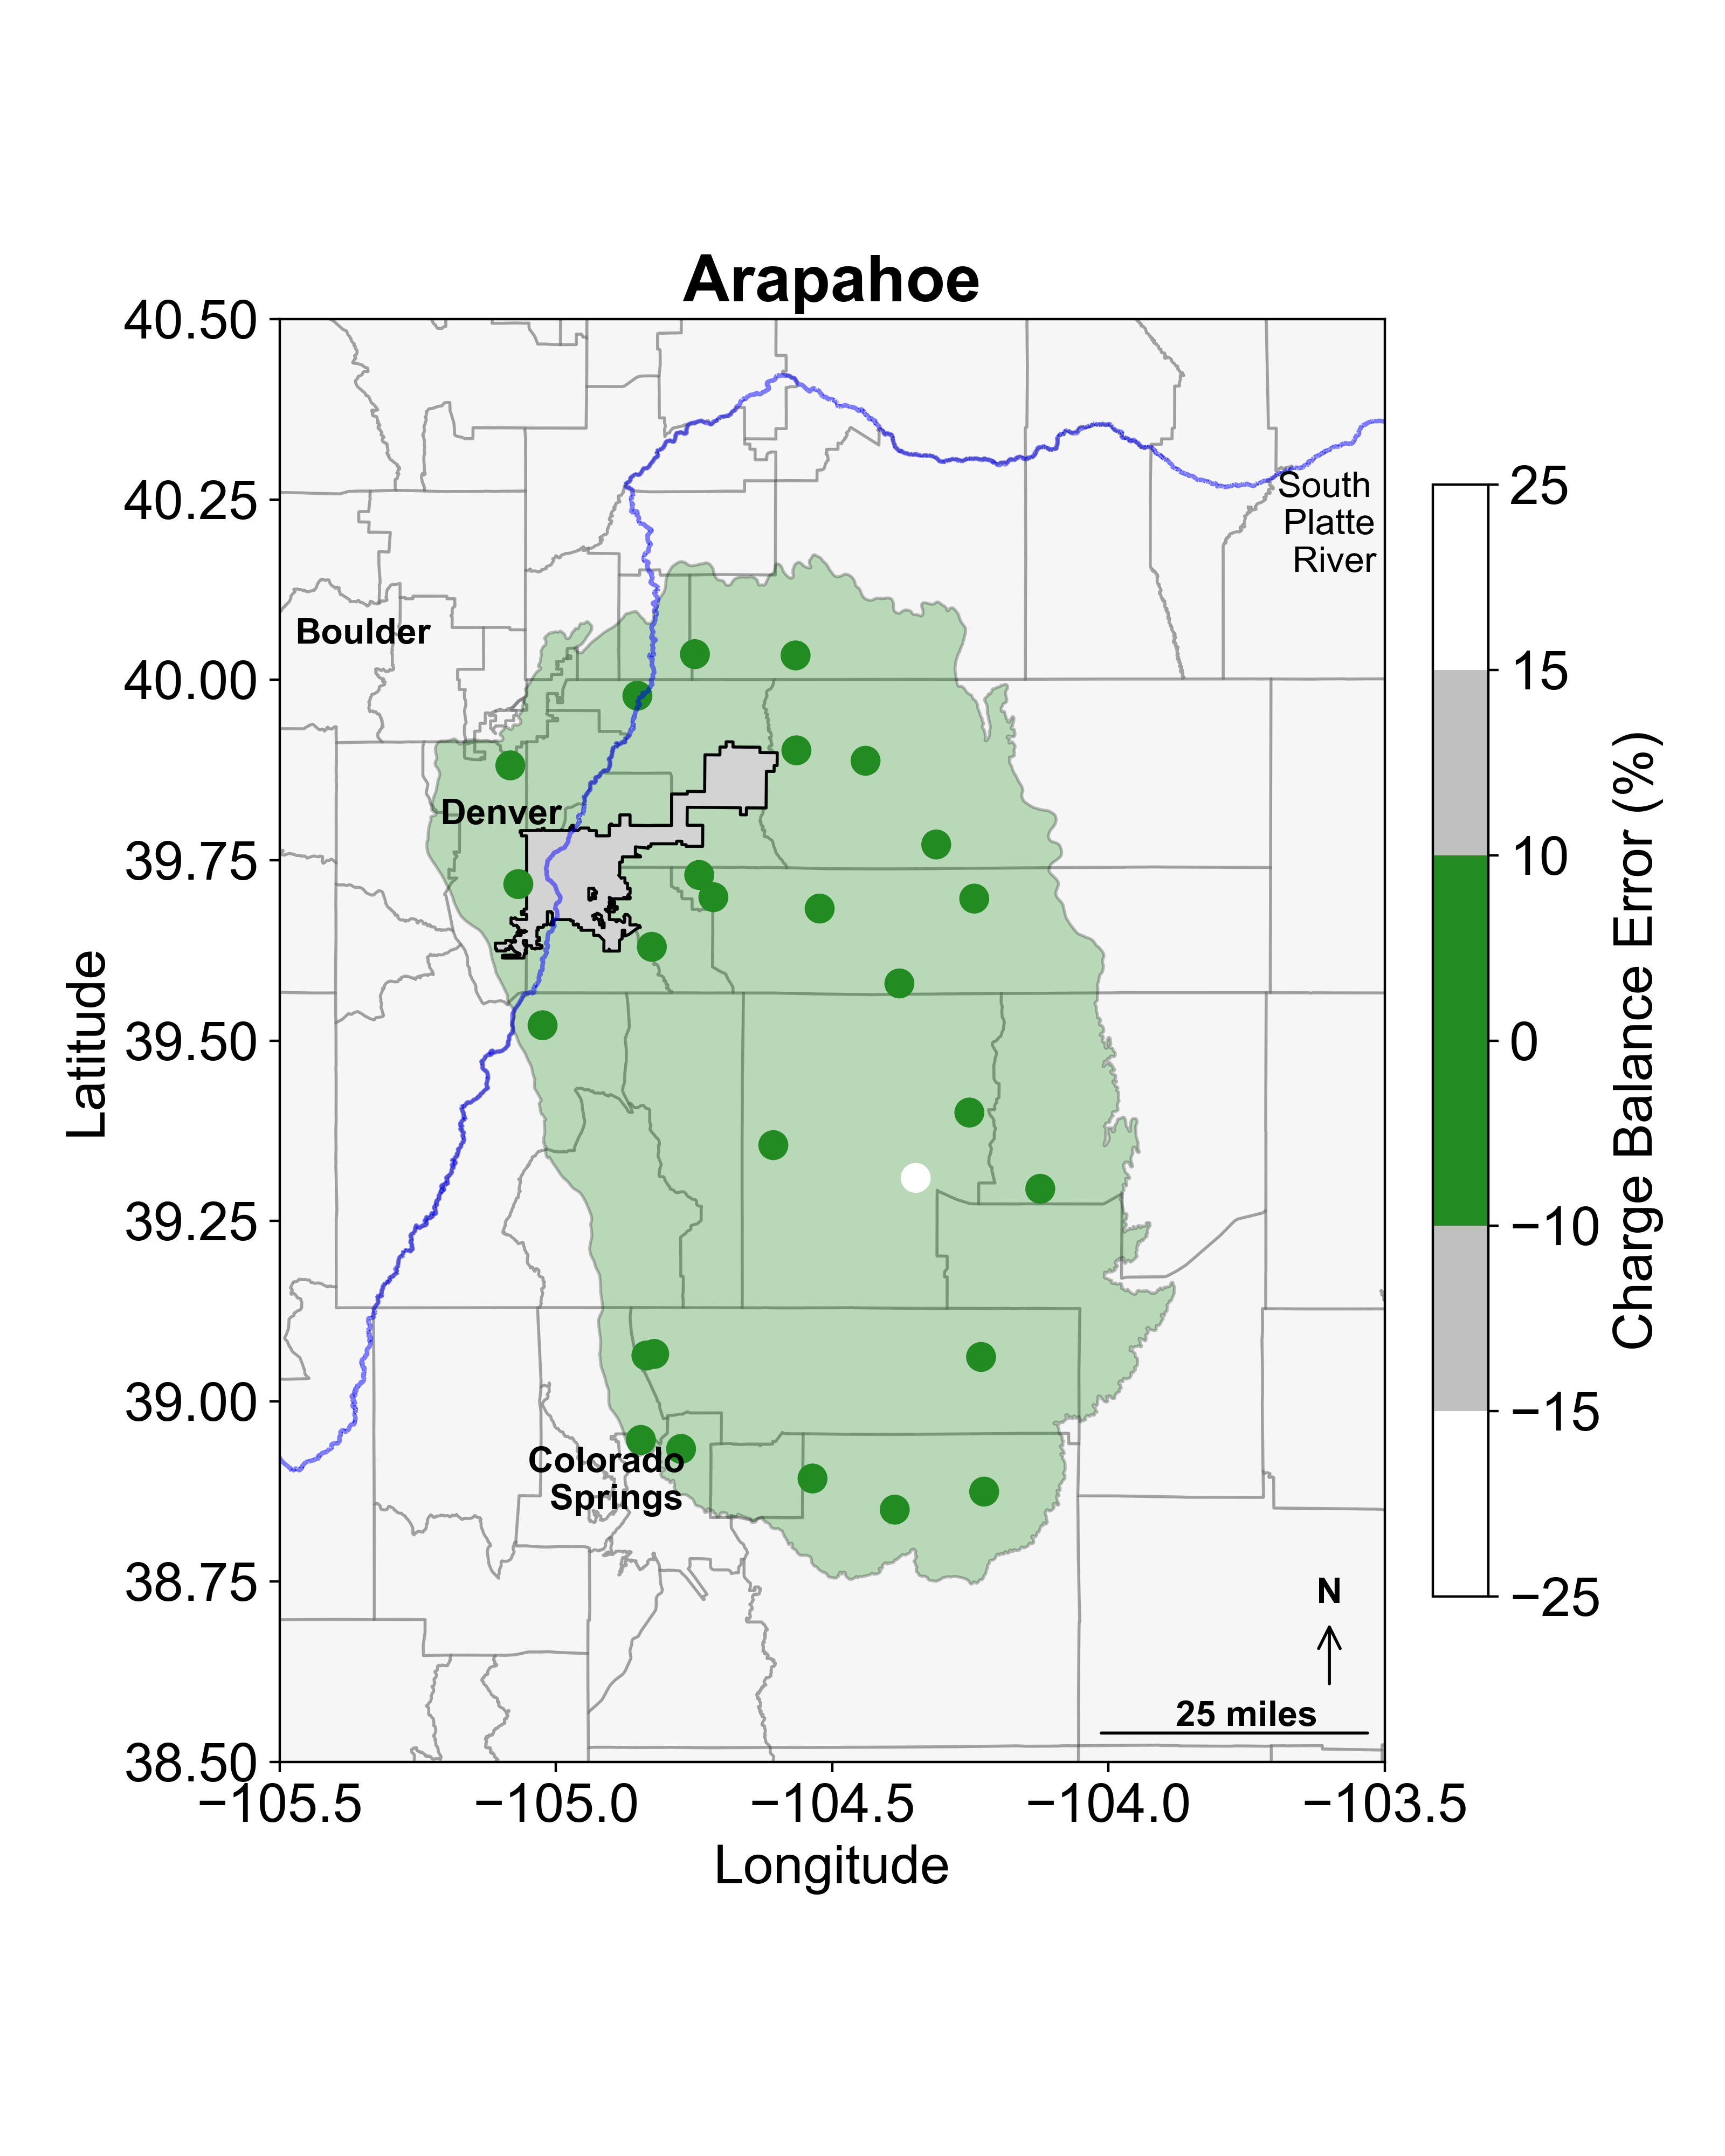 Arapahoe
40.50
40.25
40.00
39.75
39.50
39.25
39.00
38.75
38.50
Latitude
−105.5
−105.0
−104.5
−104.0
−103.5
Longitude
South
Platte
River
Boulder
Denver
Colorado
Springs
N
25 miles
25
15
10
0
−10
−15
−25
Charge Balance Error (%)